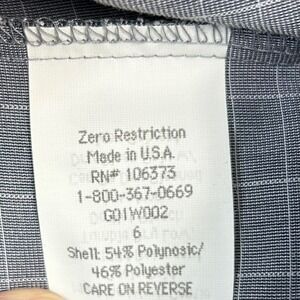 Zero Restriction
Made in U.S.A.
RN# 106373
1-800-367-0669
G01W002
6
Shell: 54% Polynosic/
46% Polyester
CARE ON REVERSE